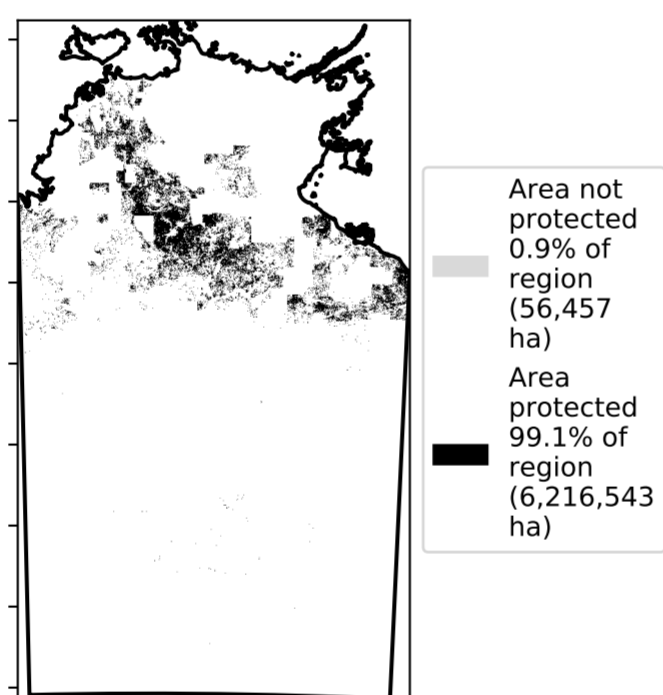 Area not
protected
0.9% of
region
(56,457
ha)
Area
protected
99.1% of
region
(6,216,543
ha)